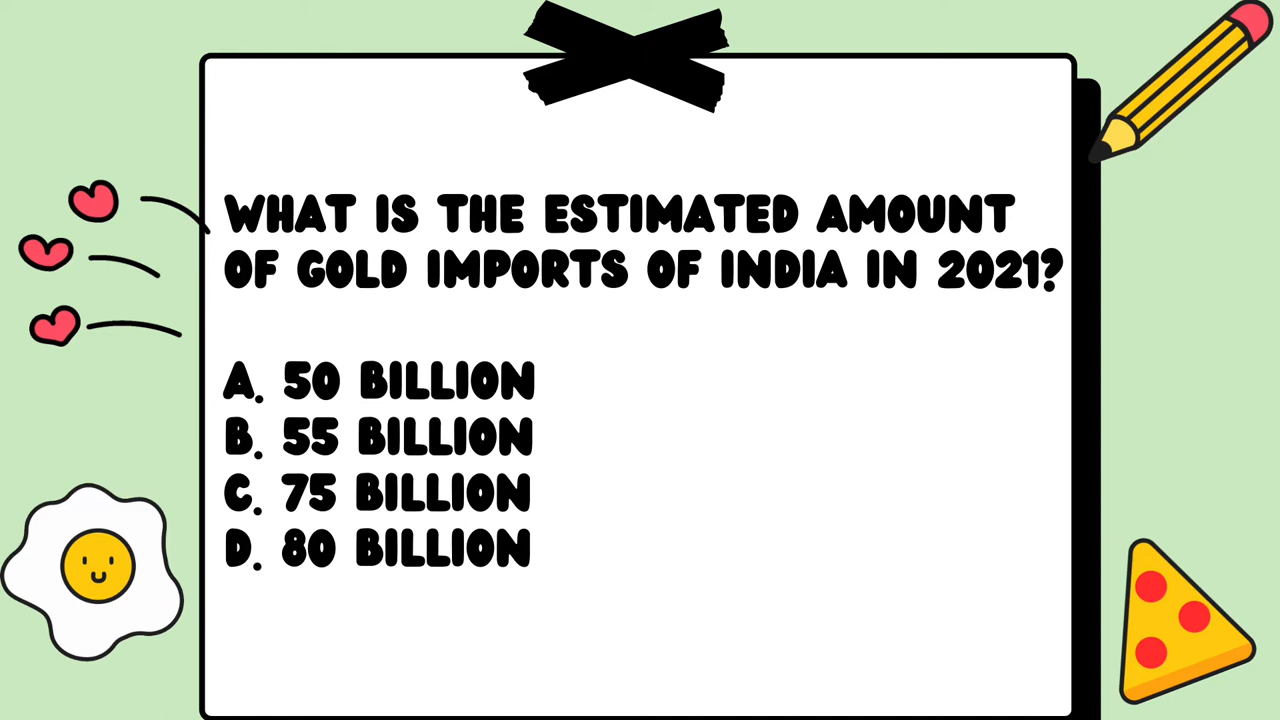 WHAT IS THE ESTIMATED AMOUNT
OF GOLD IMPORTS OF INDIA IN 2021?
A. 50 BILLION
B. 55 BILLION
C. 75 BILLION
D. 80 BILLION